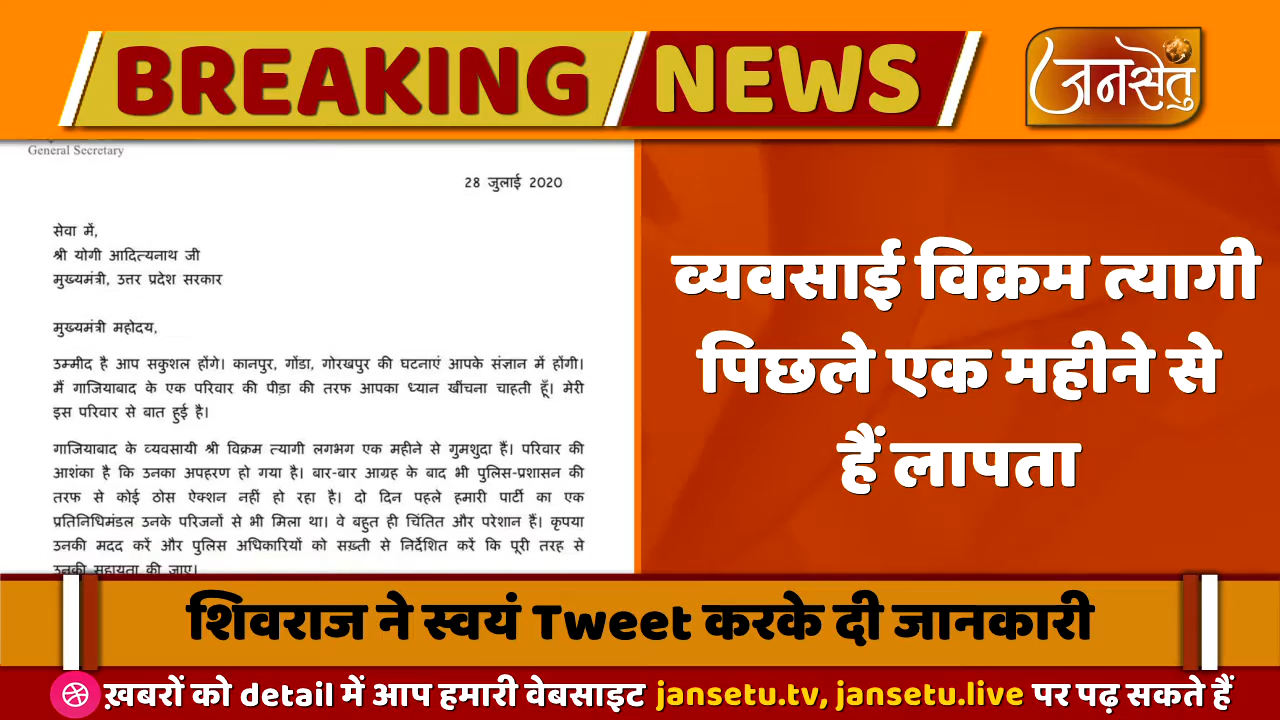 BREAKING NEWS
जनसेतु
General Secretary
28 जुलाई 2020
सेवा में,
श्री योगी आदित्यनाथ जी
मुख्यमंत्री, उत्तर प्रदेश सरकार
मुख्यमंत्री महोदय,
उम्मीद है आप सकुशल होंगे। कानपुर, गोंडा, गोरखपुर की घटनाएं आपके संज्ञान में होंगी।
मैं गाजियाबाद के एक परिवार की पीड़ा की तरफ आपका ध्यान खींचना चाहती हूँ। मेरी
इस परिवार से बात हुई है।
गाजियाबाद के व्यवसायी श्री विक्रम त्यागी लगभग एक महीने से गुमशुदा हैं। परिवार की
आशंका है कि उनका अपहरण हो गया है। बार-बार आग्रह के बाद भी पुलिस-प्रशासन की
तरफ से कोई ठोस ऐक्शन नहीं हो रहा है। दो दिन पहले हमारी पार्टी का एक
प्रतिनिधिमंडल उनके परिजनों से भी मिला था। वे बहुत ही चिंतित और परेशान हैं। कृपया
उनकी मदद करें और पुलिस अधिकारियों को सख़्ती से निर्देशित करें कि पूरी तरह से
उनकी सहायता की जाए।
व्यवसाई विक्रम त्यागी
पिछले एक महीने से
हैं लापता
शिवराज ने स्वयं Tweet करके दी जानकारी
ख़बरों को detail में आप हमारी वेबसाइट jansetu.tv, jansetu.live पर पढ़ सकते हैं